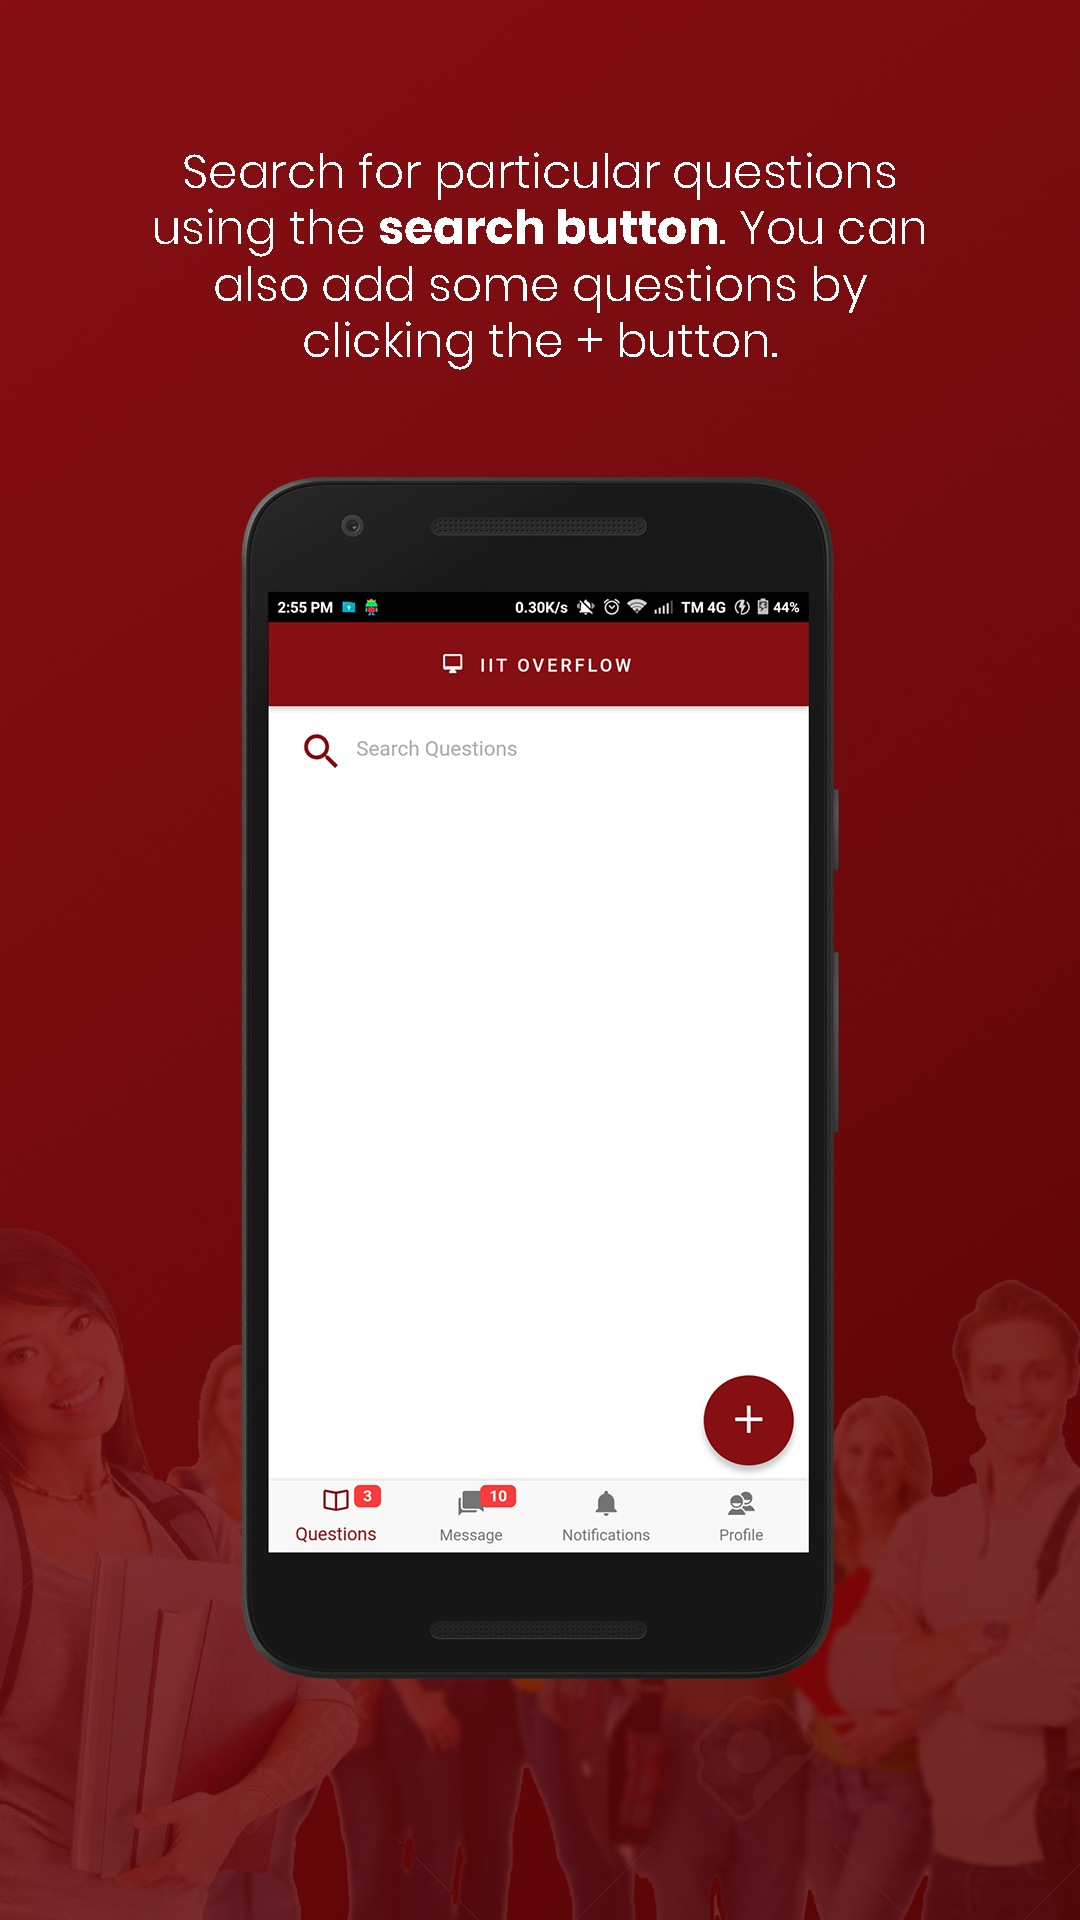 Search for particular questions
using the search button. You can
also add some questions by
clicking the + button.
2:55 PM 0.30K/s TM 4G 44%
IIT OVERFLOW
Search Questions
+
3 10
Questions Message Notifications Profile